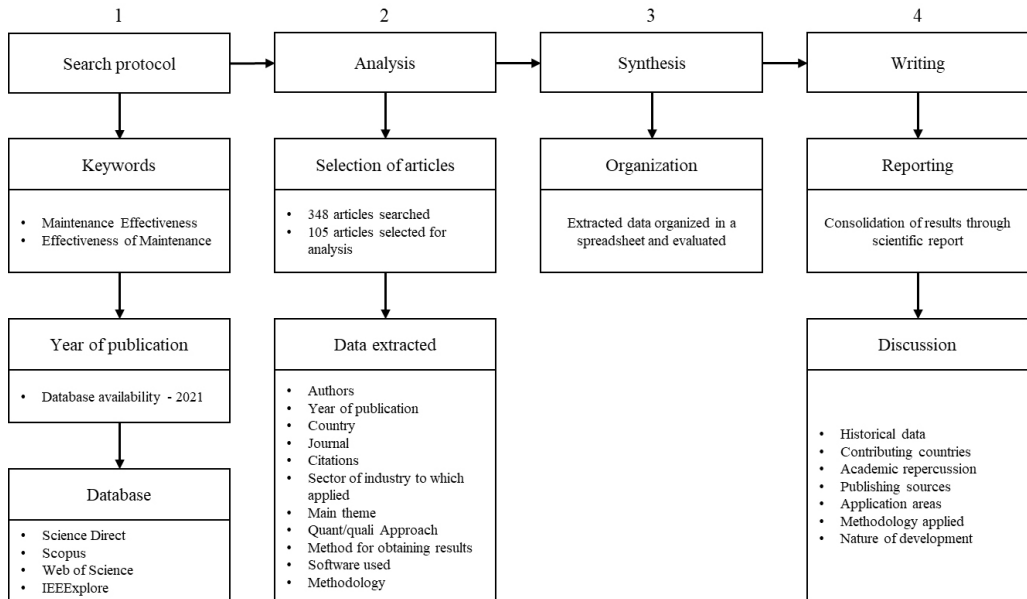 1
2
3
4
Search protocol
Analysis
Synthesis
Writing
Keywords
• Maintenance Effectiveness
• Effectiveness of Maintenance
Year of publication
• Database availability - 2021
Database
• Science Direct
• Scopus
• Web of Science
• IEEExplore
Selection of articles
• 348 articles searched
• 105 articles selected for
analysis
Data extracted
• Authors
• Year of publication
• Country
• Journal
• Citations
• Sector of industry to which
applied
• Main theme
• Quant/quali Approach
• Method for obtaining results
• Software used
• Methodology
Organization
Extracted data organized in a
spreadsheet and evaluated
Reporting
Consolidation of results through
scientific report
Discussion
• Historical data
• Contributing countries
• Academic repercussion
• Publishing sources
• Application areas
• Methodology applied
• Nature of development